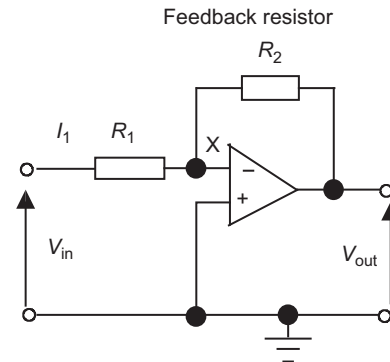 Feedback resistor
R2
I1 R1 X
−
+
Vin
Vout